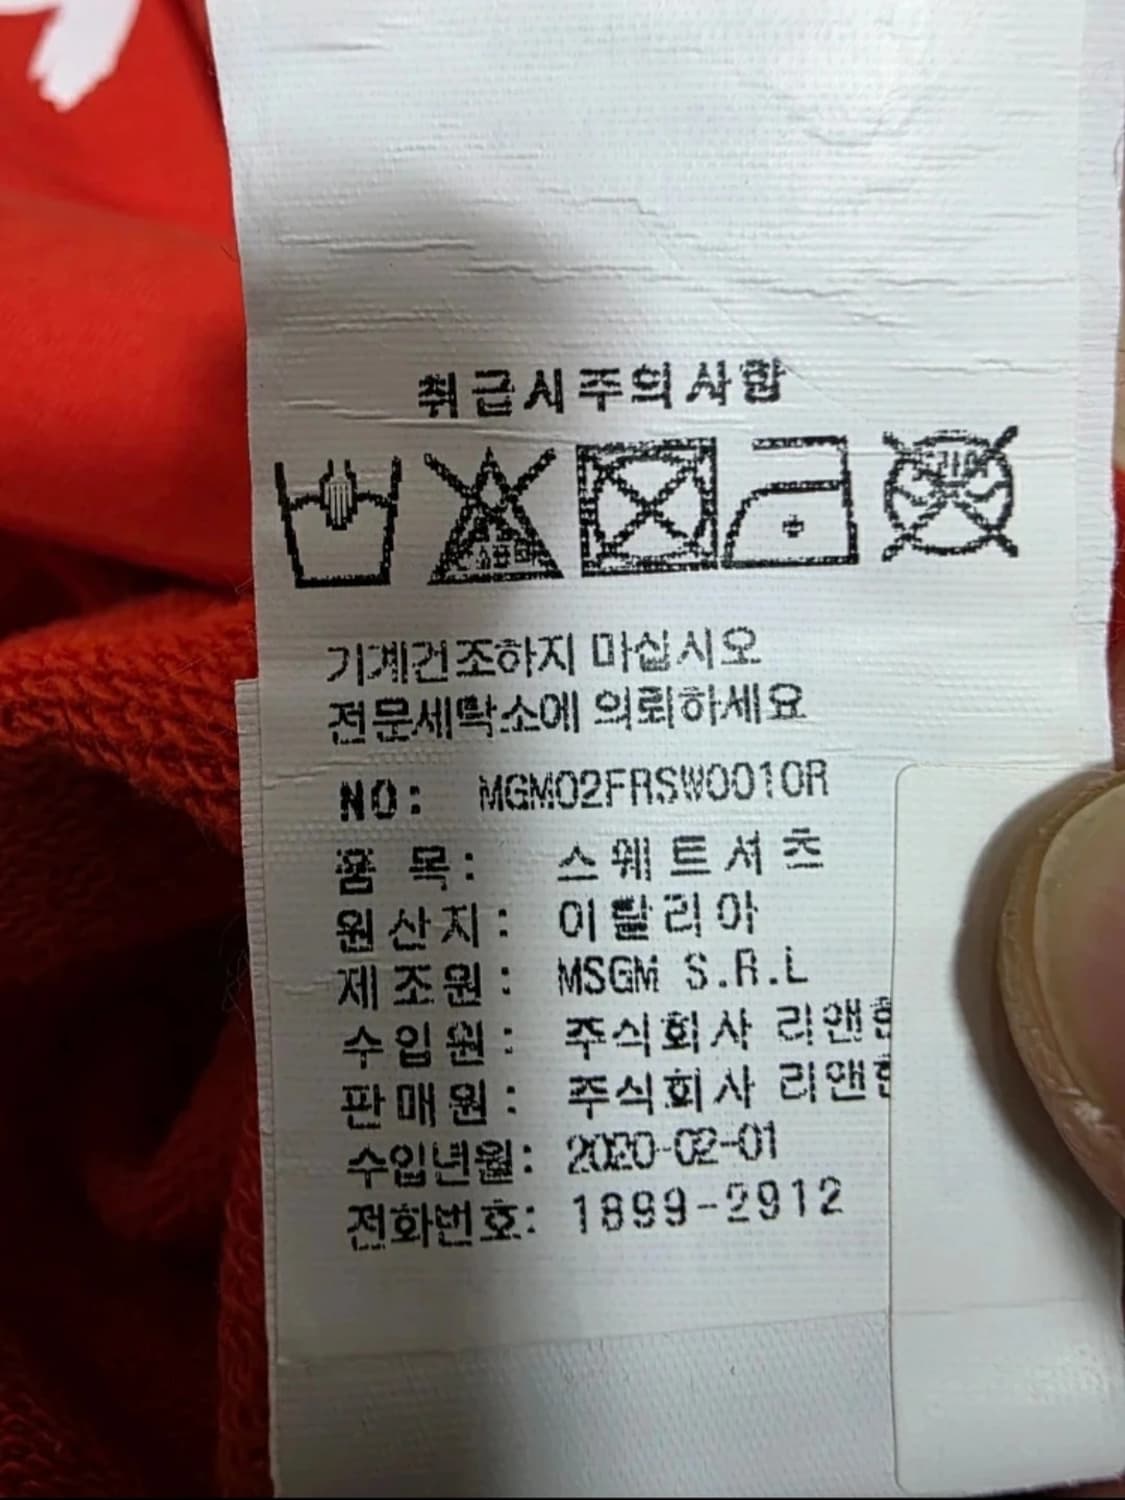 취급시주의사항
기계건조하지 마십시오
전문세탁소에 의뢰하세요
NO: MGM02FRSW0010R
품 목: 스웨트셔츠
원산지: 이탈리아
제조원: MSGM S.R.L
수입원: 주식회사 리앤한
판매원: 주식회사 리앤한
수입년월: 2020-02-01
전화번호: 1899-2912